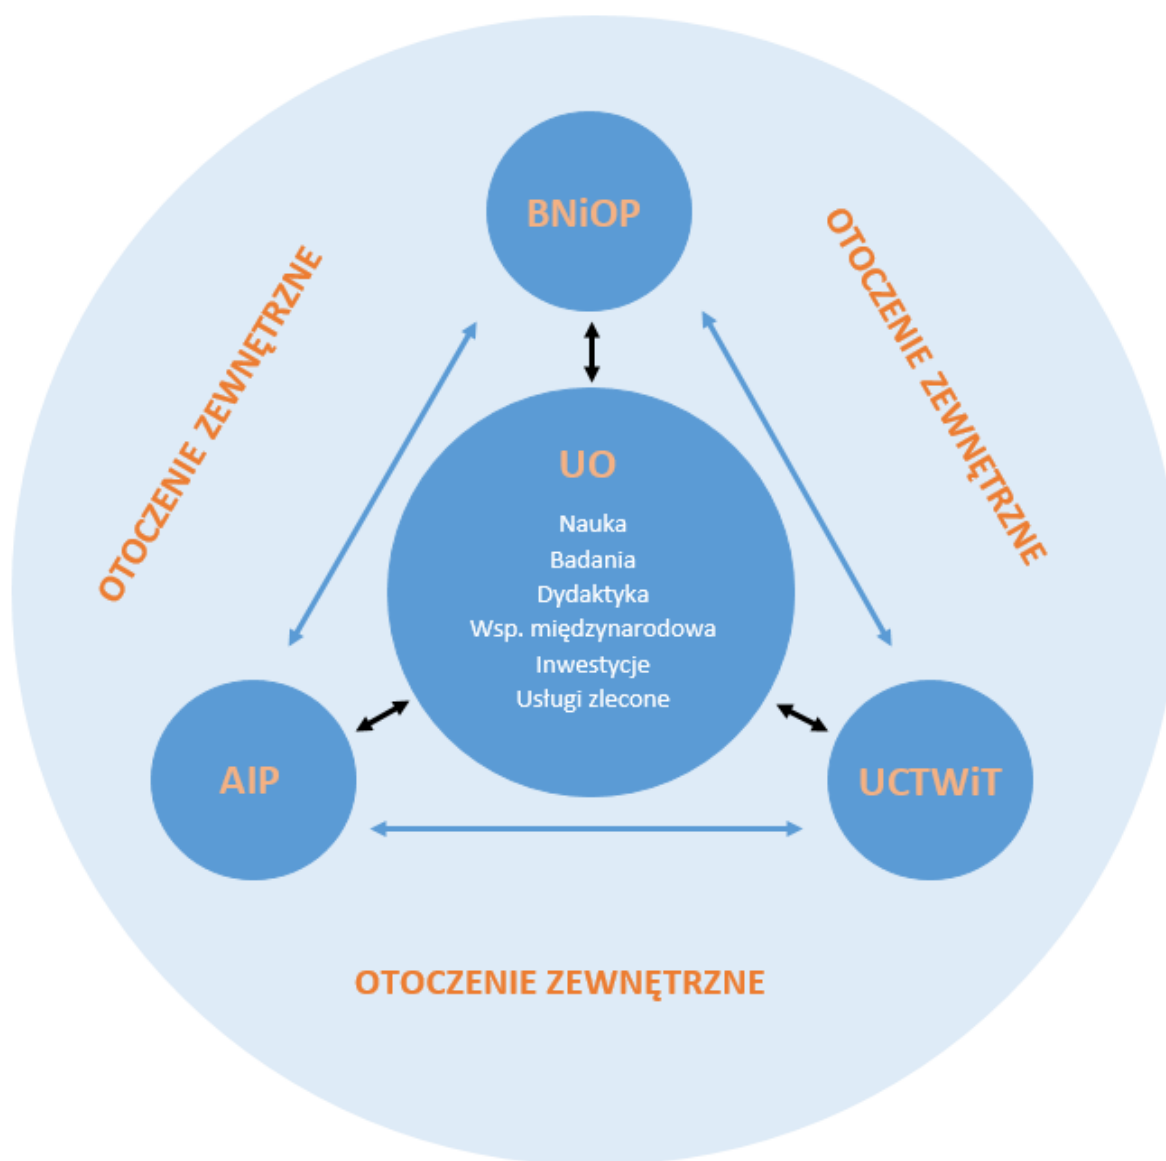 BNiOP
OTOCZENIE ZEWNĘTRZNE
OTOCZENIE ZEWNĘTRZNE
UO
Nauka
Badania
Dydaktyka
Wsp. międzynarodowa
Inwestycje
Usługi zlecone
AIP
UCTWiT
OTOCZENIE ZEWNĘTRZNE